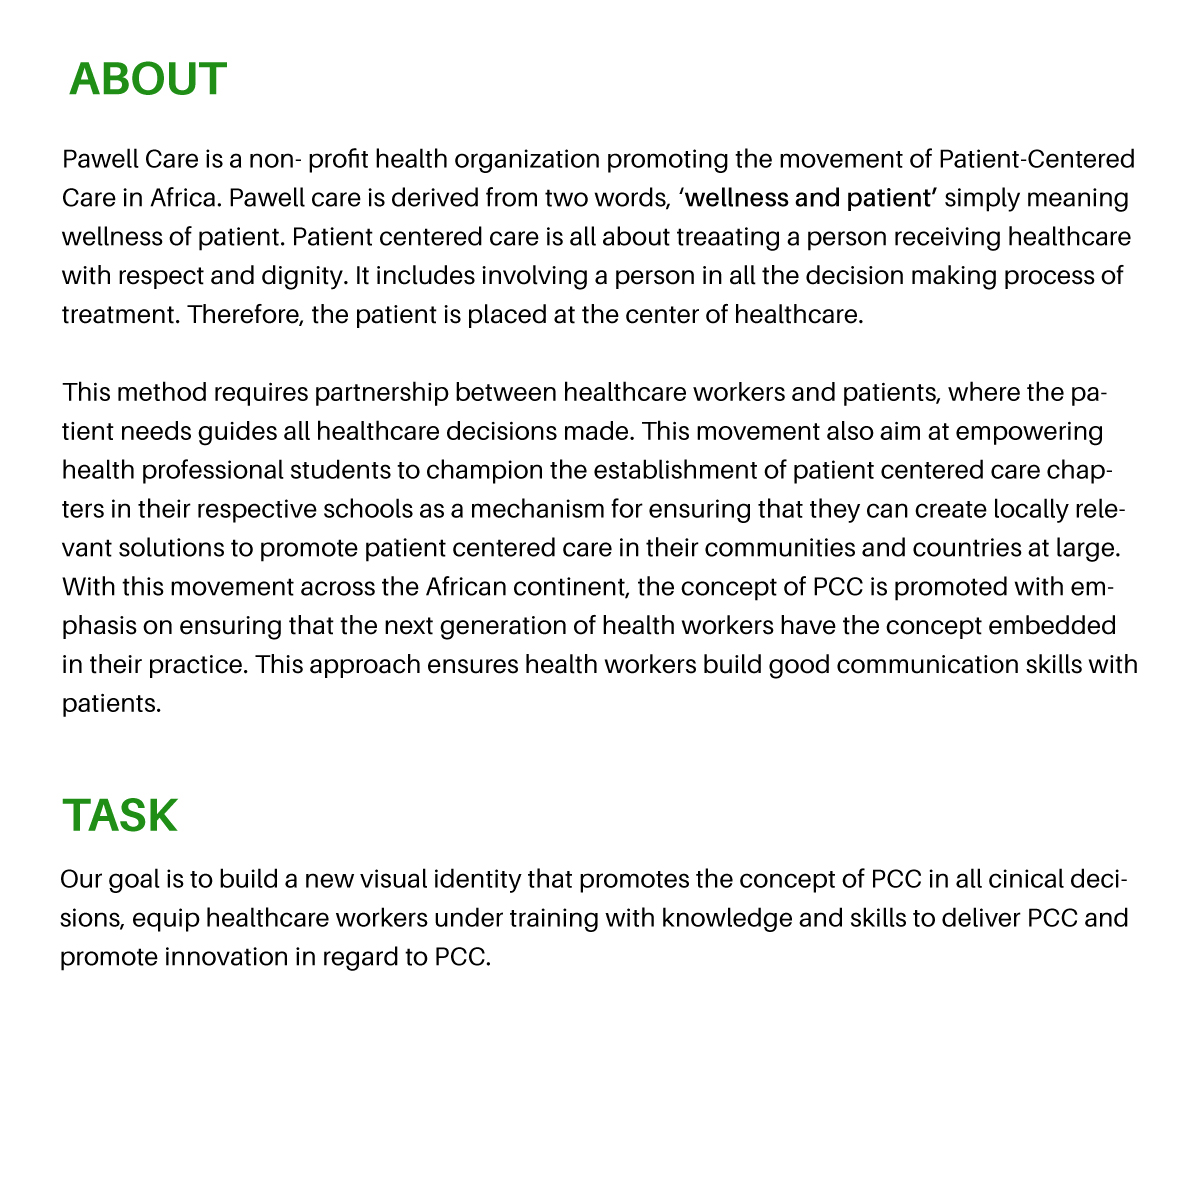 ABOUT
Pawell Care is a non- profit health organization promoting the movement of Patient-Centered
Care in Africa. Pawell care is derived from two words, ‘wellness and patient’ simply meaning
wellness of patient. Patient centered care is all about treaating a person receiving healthcare
with respect and dignity. It includes involving a person in all the decision making process of
treatment. Therefore, the patient is placed at the center of healthcare.
This method requires partnership between healthcare workers and patients, where the pa-
tient needs guides all healthcare decisions made. This movement also aim at empowering
health professional students to champion the establishment of patient centered care chap-
ters in their respective schools as a mechanism for ensuring that they can create locally rele-
vant solutions to promote patient centered care in their communities and countries at large.
With this movement across the African continent, the concept of PCC is promoted with em-
phasis on ensuring that the next generation of health workers have the concept embedded
in their practice. This approach ensures health workers build good communication skills with
patients.
TASK
Our goal is to build a new visual identity that promotes the concept of PCC in all cinical deci-
sions, equip healthcare workers under training with knowledge and skills to deliver PCC and
promote innovation in regard to PCC.